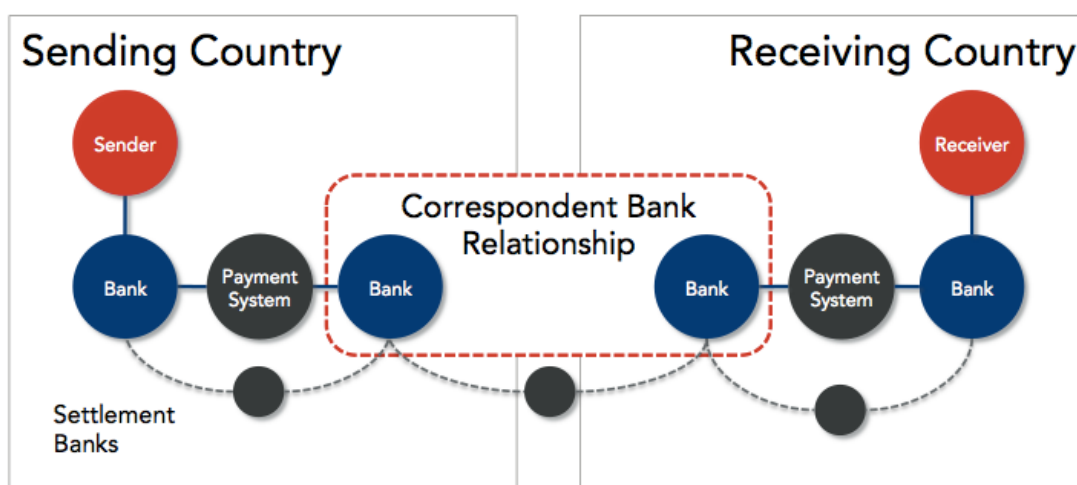 Sending Country
Receiving Country
Sender
Receiver
Correspondent Bank
Relationship
Bank
Payment
System
Bank
Bank
Payment
System
Bank
Settlement
Banks